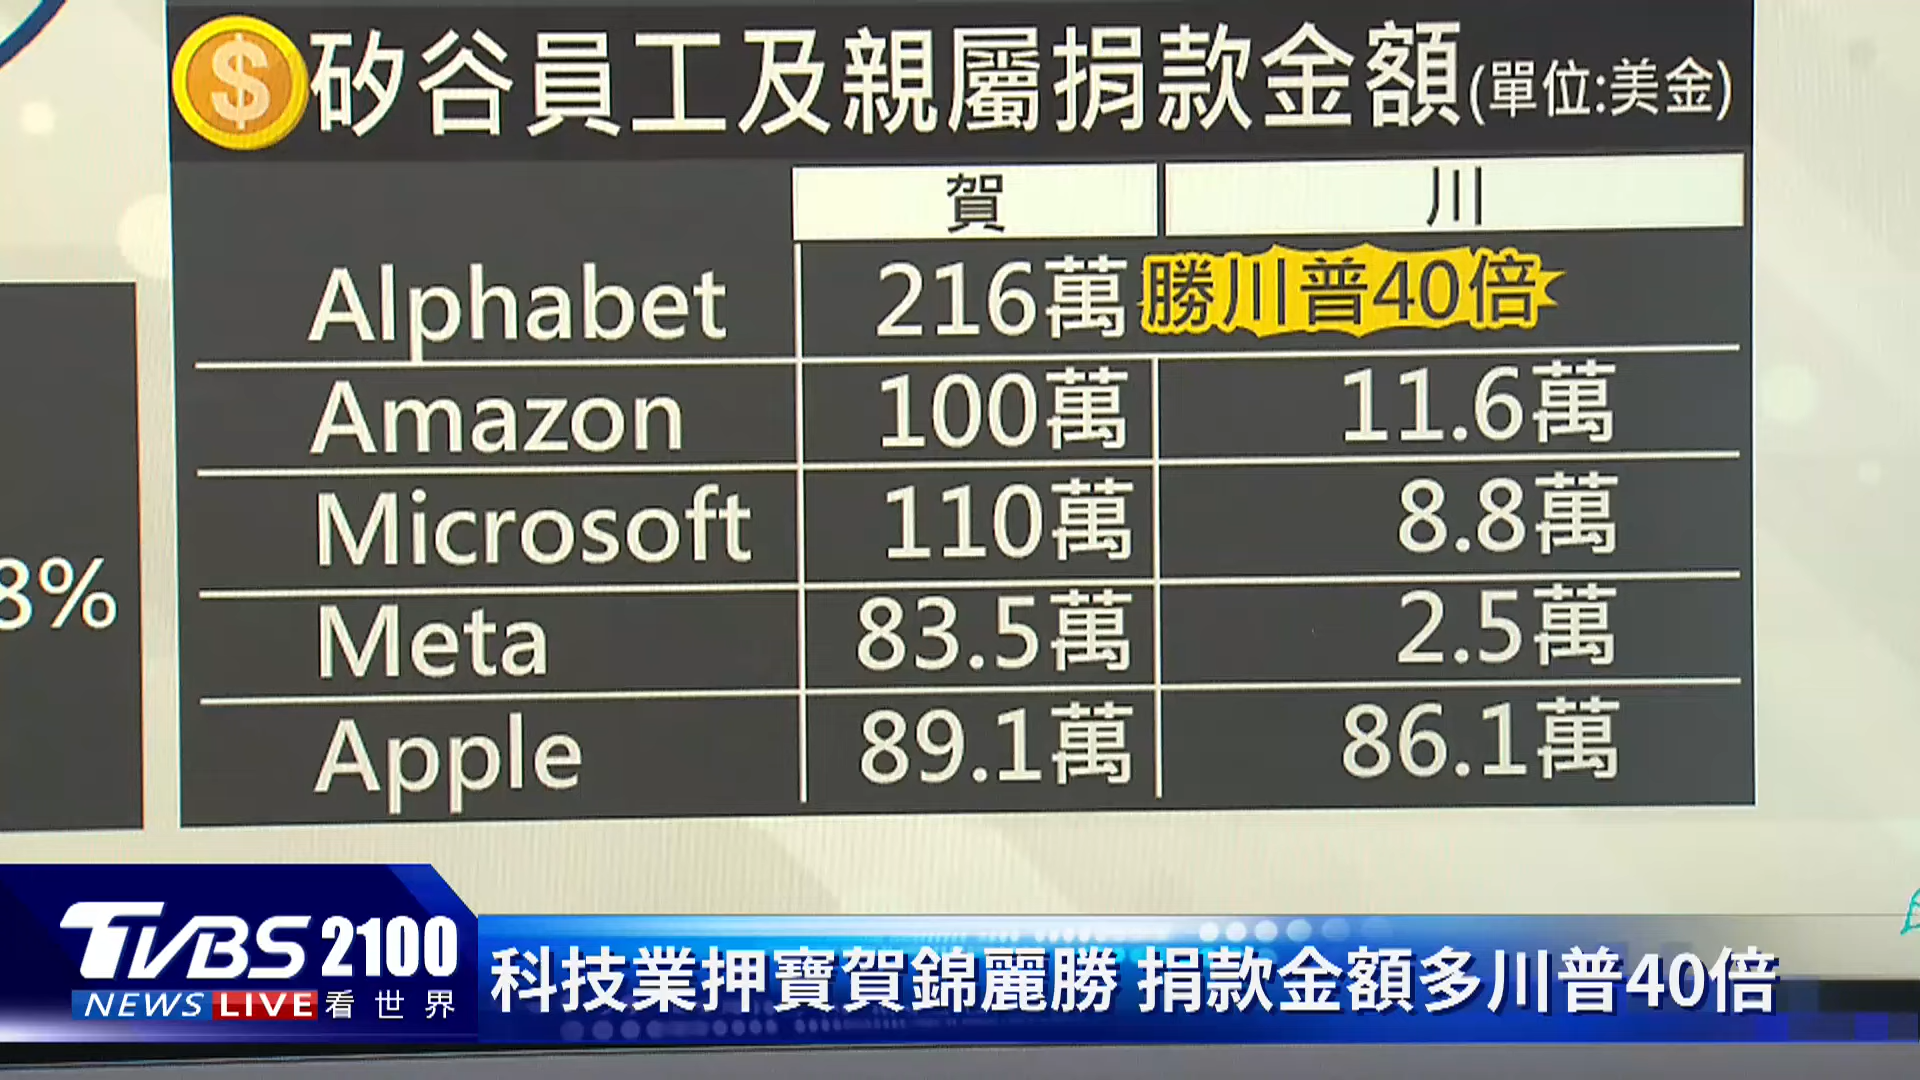 矽谷員工及親屬捐款金額(單位:美金)
賀 川
Alphabet 216萬 勝川普40倍
Amazon 100萬 11.6萬
Microsoft 110萬 8.8萬
8%
Meta 83.5萬 2.5萬
Apple 89.1萬 86.1萬
TVBS 2100
NEWS LIVE 看世界
科技業押寶賀錦麗勝 捐款金額多川普40倍